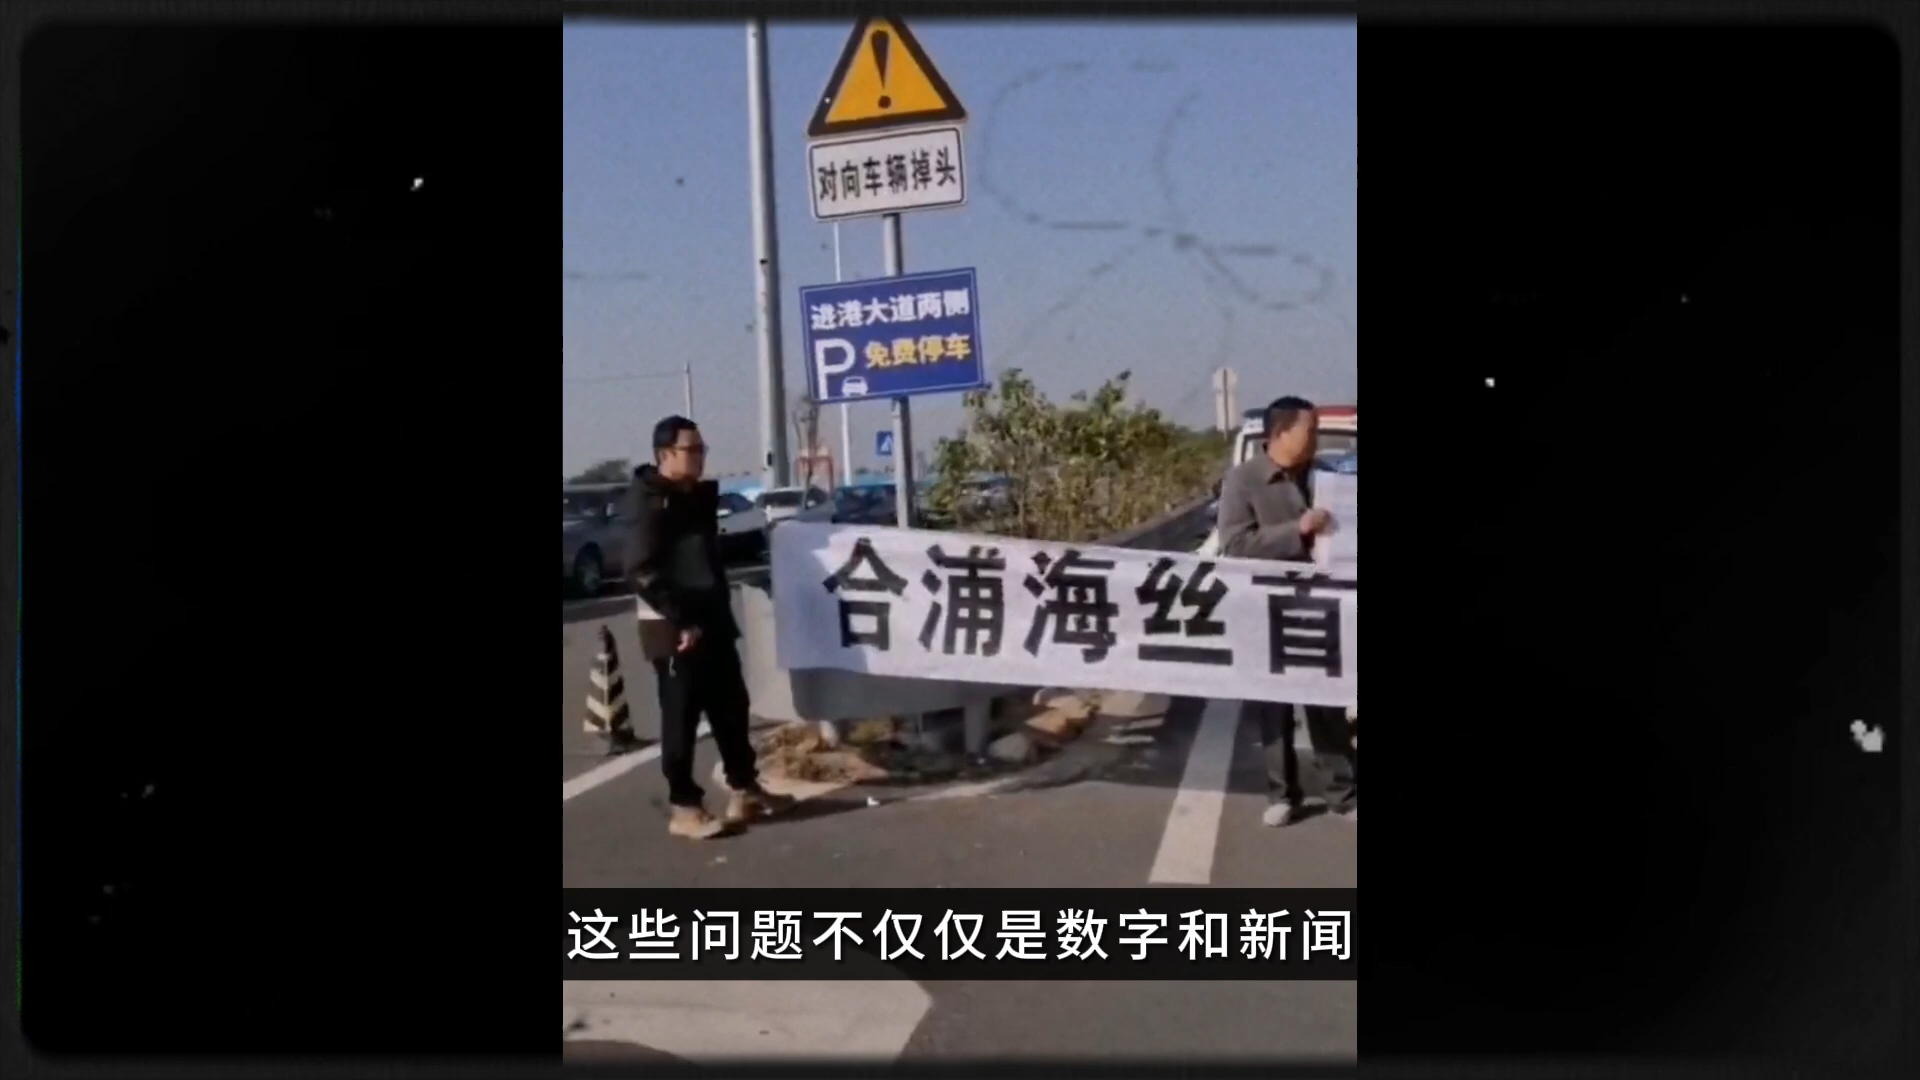 对向车辆掉头
进港大道两侧
P 免费停车
合浦海丝首
这些问题不仅仅是数字和新闻